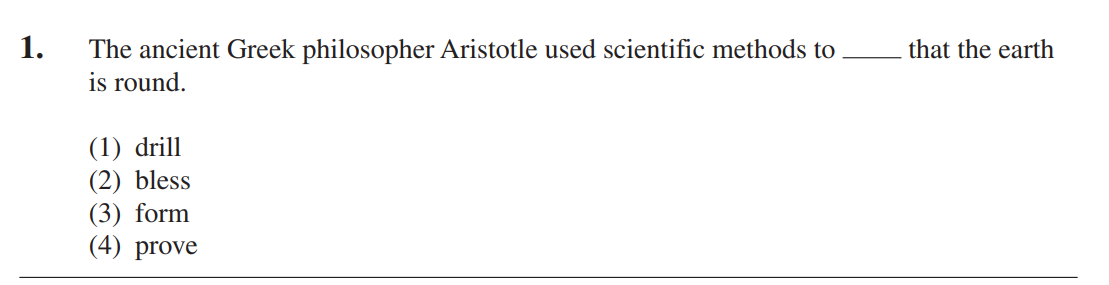 1. The ancient Greek philosopher Aristotle used scientific methods to _____ that the earth
is round.
(1) drill
(2) bless
(3) form
(4) prove